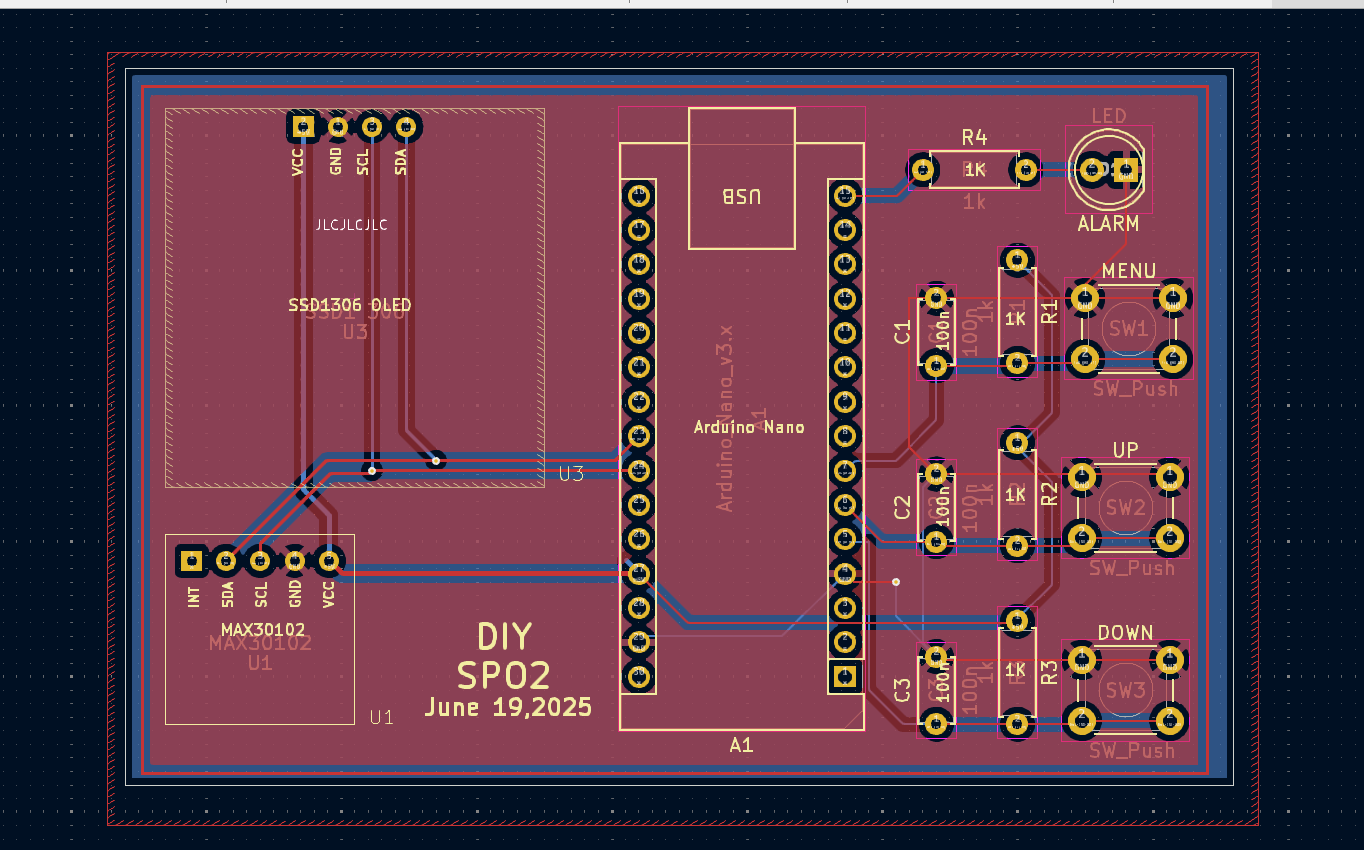 LED
R4
1K
1k
USB
ALARM
VCC
GND
SCL
SDA
JLCJLCJLC
MENU
SSD1306 OLED
U3
C1
100n
100n
1k
1K
R1
SW1
SW_Push
Arduino_Nano_v3.x
A1
Arduino Nano
U3
UP
C2
100n
100n
1k
1K
R2
SW2
SW_Push
INT
SDA
SCL
GND
VCC
MAX30102
MAX30102
U1
U1
DIY
SPO2
June 19,2025
DOWN
C3
100n
100n
1k
1K
R3
SW3
SW_Push
A1